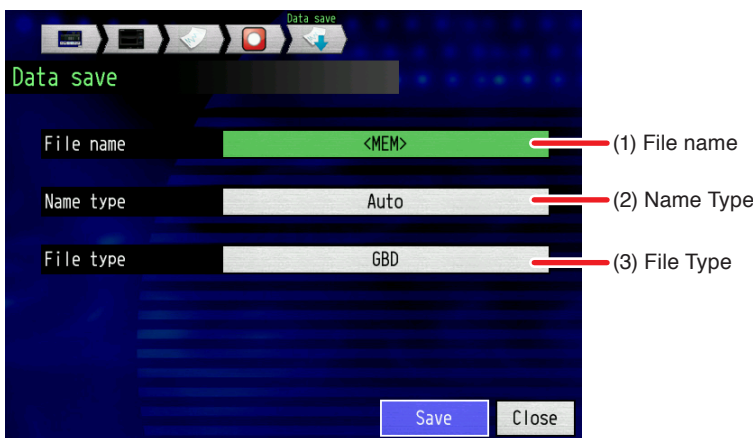 Data save
Data save
File name <MEM> (1) File name
Name type Auto (2) Name Type
File type GBD (3) File Type
Save Close